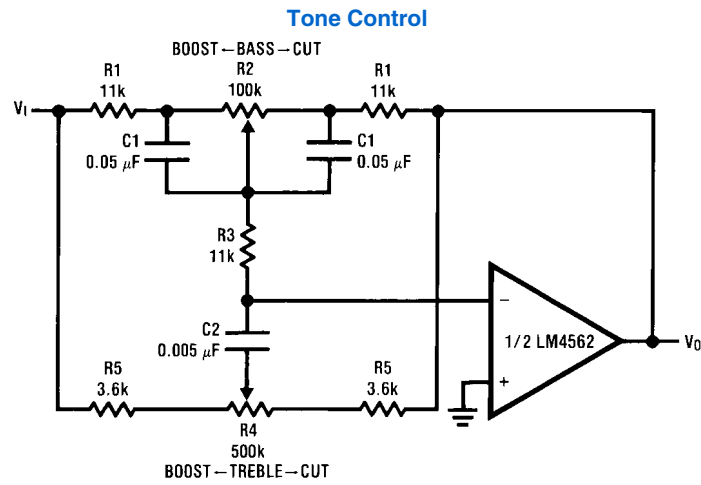 Tone Control
BOOST←BASS→CUT
R1
11k
R2
100k
R1
11k
VI
C1
0.05 μF
C1
0.05 μF
R3
11k
C2
0.005 μF
−
1/2 LM4562
+
VO
R5
3.6k
R5
3.6k
R4
500k
BOOST←TREBLE→CUT